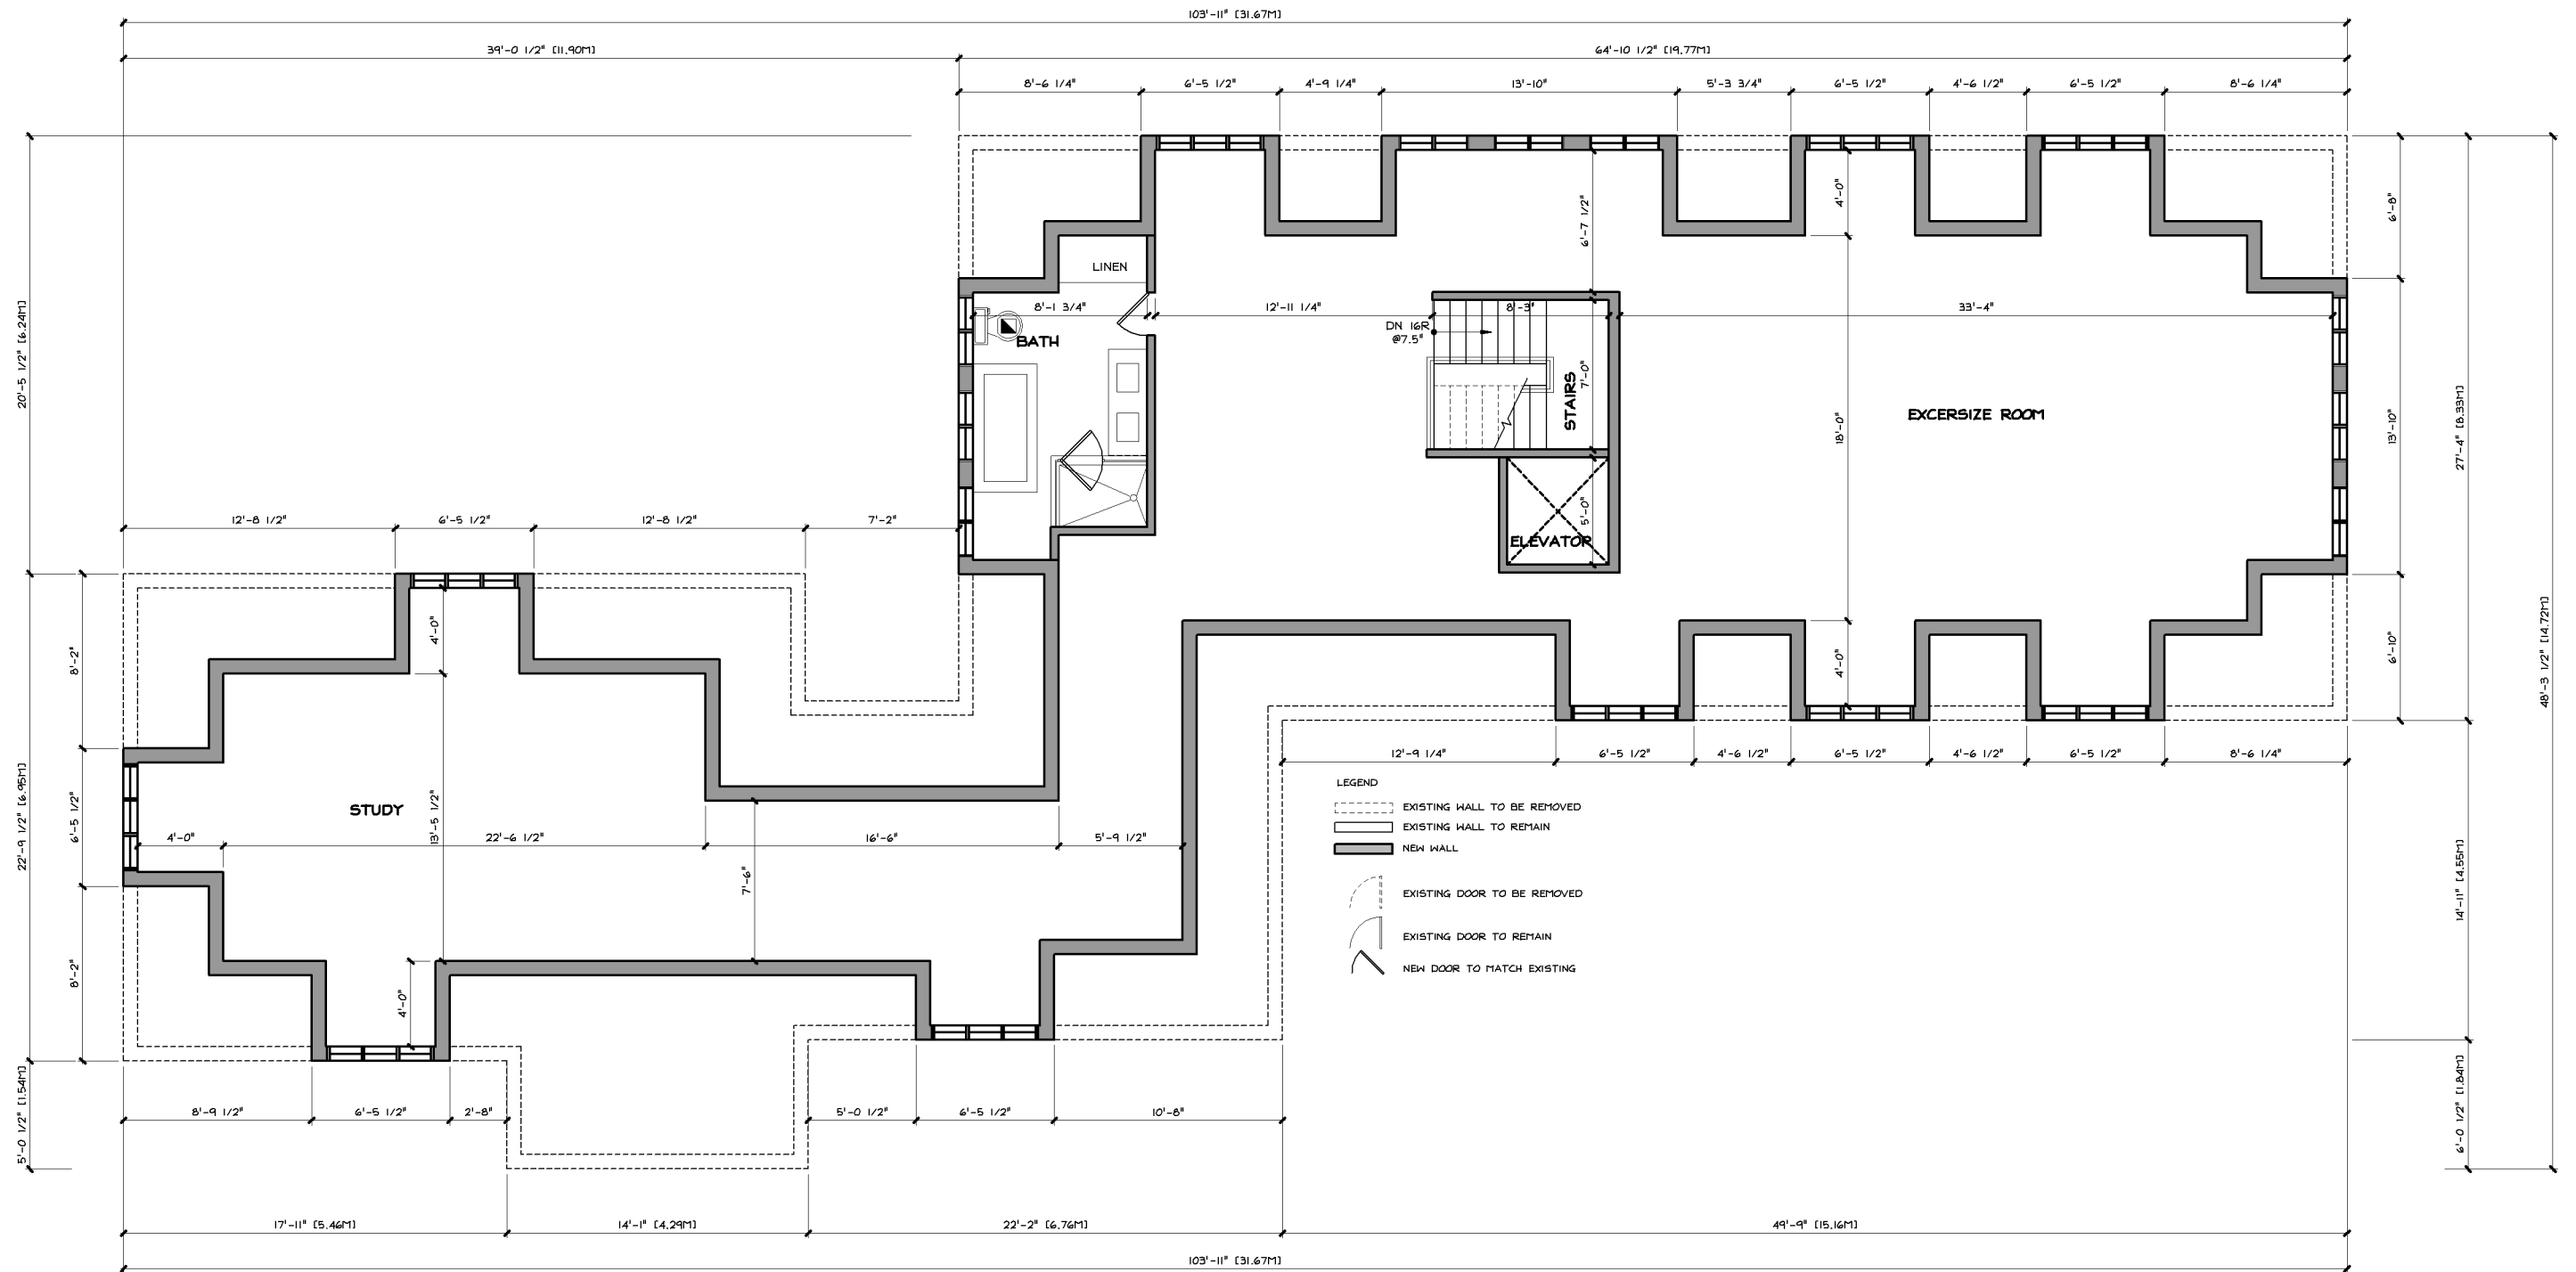 103'-11" [31.67M]
39'-0 1/2" [11.90M]
64'-10 1/2" [19.77M]
8'-6 1/4"
6'-5 1/2"
4'-9 1/4"
13'-10"
5'-3 3/4"
6'-5 1/2"
4'-6 1/2"
6'-5 1/2"
8'-6 1/4"
20'-5 1/2" [6.24M]
6'-7 1/2"
4'-0"
6'-8"
LINEN
8'-1 3/4"
12'-11 1/4"
8'-3"
33'-4"
DN 16R
@7.5"
BATH
STAIRS
7'-0"
18'-0"
EXCERSIZE ROOM
13'-10"
27'-4" [8.33M]
5'-0"
ELEVATOR
12'-8 1/2"
6'-5 1/2"
12'-8 1/2"
7'-2"
4'-0"
8'-2"
4'-0"
6'-10"
48'-3 1/2" [14.72M]
12'-9 1/4"
6'-5 1/2"
4'-6 1/2"
6'-5 1/2"
4'-6 1/2"
6'-5 1/2"
8'-6 1/4"
22'-9 1/2" [6.95M]
6'-5 1/2"
STUDY
13'-5 1/2"
4'-0"
22'-6 1/2"
16'-6"
5'-9 1/2"
7'-6"
LEGEND
EXISTING WALL TO BE REMOVED
EXISTING WALL TO REMAIN
NEW WALL
EXISTING DOOR TO BE REMOVED
EXISTING DOOR TO REMAIN
NEW DOOR TO MATCH EXISTING
14'-11" [4.55M]
8'-2"
4'-0"
5'-0 1/2" [1.54M]
6'-0 1/2" [1.84M]
8'-9 1/2"
6'-5 1/2"
2'-8"
5'-0 1/2"
6'-5 1/2"
10'-8"
17'-11" [5.46M]
14'-1" [4.29M]
22'-2" [6.76M]
49'-9" [15.16M]
103'-11" [31.67M]